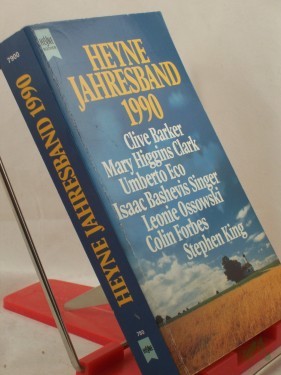 HEYNE
JAHRESBAND
1990
Clive Barker
Mary Higgins Clark
Umberto Eco
Isaac Bashevis Singer
Leonie Ossowski
Colin Forbes
Stephen King
7900
HEYNE JAHRESBAND 1990